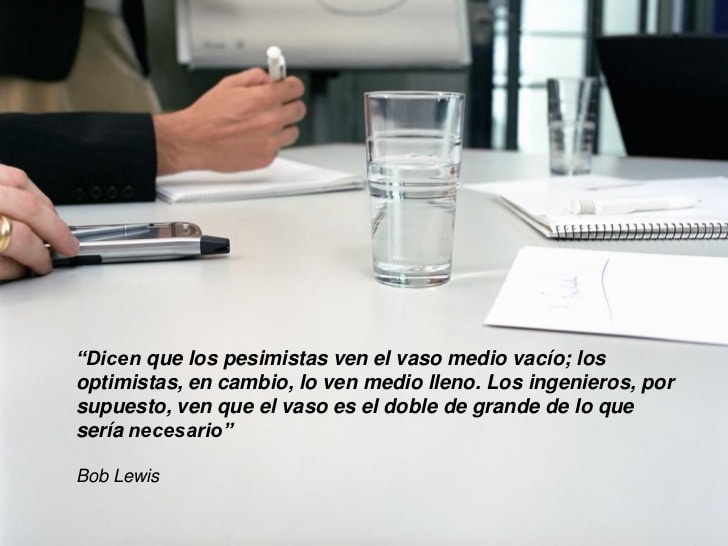 “Dicen que los pesimistas ven el vaso medio vacío; los
optimistas, en cambio, lo ven medio lleno. Los ingenieros, por
supuesto, ven que el vaso es el doble de grande de lo que
sería necesario”
Bob Lewis